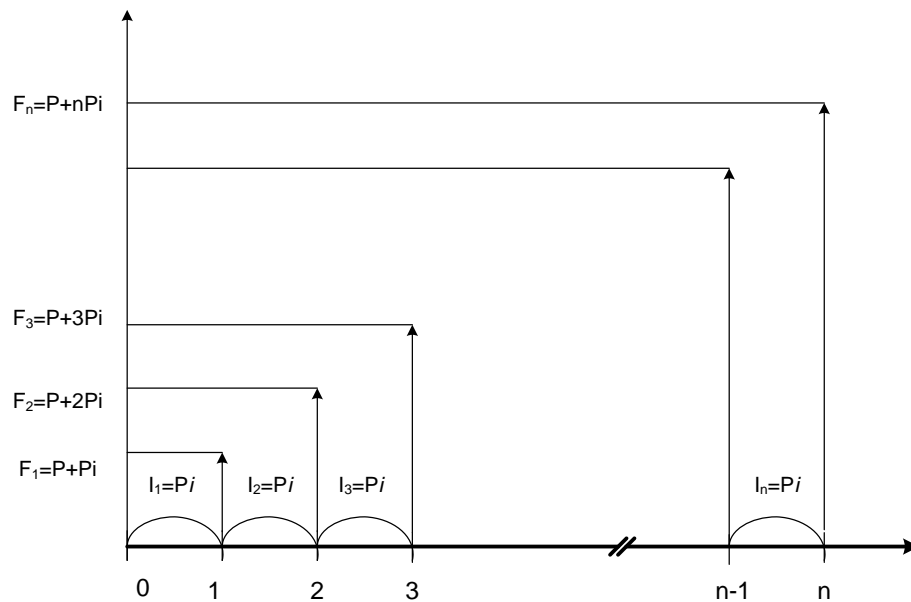 Fₙ=P+nPi
F₃=P+3Pi
F₂=P+2Pi
F₁=P+Pi
I₁=Pi
I₂=Pi
I₃=Pi
Iₙ=Pi
0
1
2
3
n-1
n